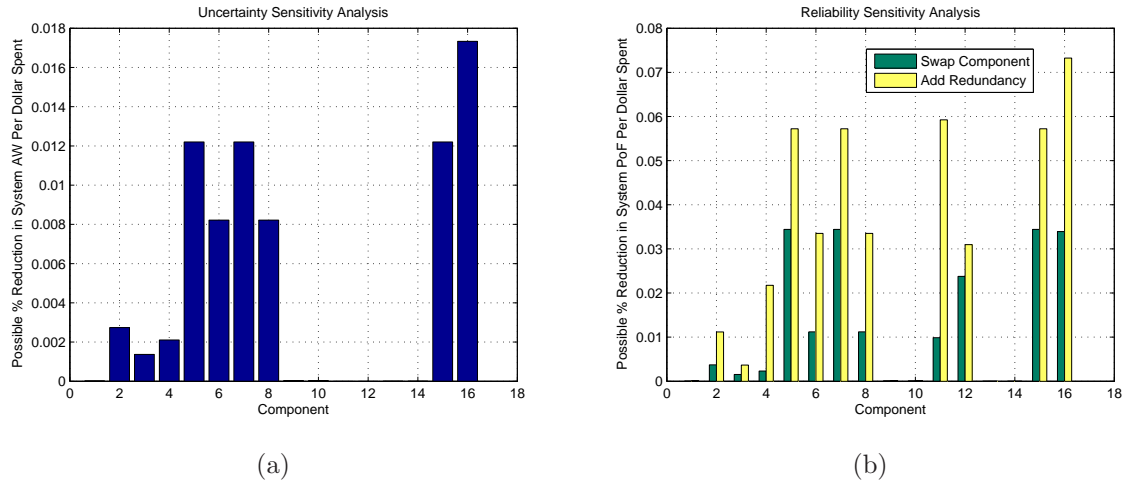 Uncertainty Sensitivity Analysis
Possible % Reduction in System AW Per Dollar Spent
0.018
0.016
0.014
0.012
0.01
0.008
0.006
0.004
0.002
0
0 2 4 6 8 10 12 14 16 18
Component
(a)
Reliability Sensitivity Analysis
Possible % Reduction in System PoF Per Dollar Spent
0.08
0.07
0.06
0.05
0.04
0.03
0.02
0.01
0
Swap Component
Add Redundancy
0 2 4 6 8 10 12 14 16 18
Component
(b)